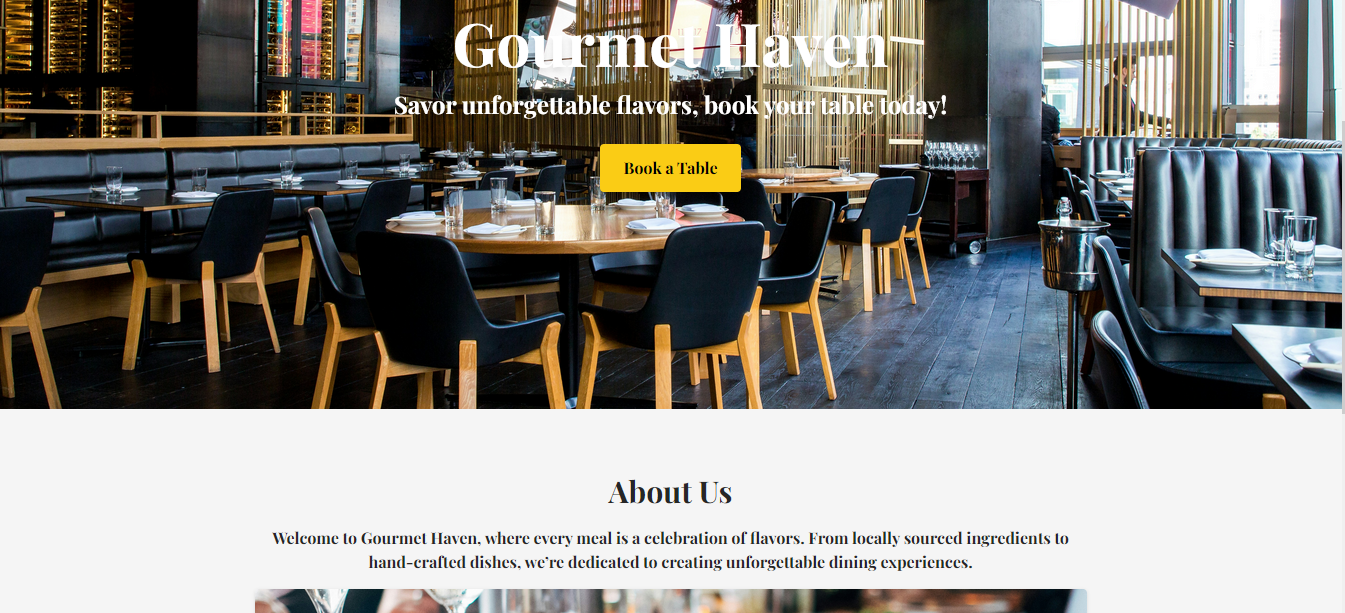 Gourmet Haven
Savor unforgettable flavors, book your table today!
Book a Table
About Us
Welcome to Gourmet Haven, where every meal is a celebration of flavors. From locally sourced ingredients to
hand-crafted dishes, we’re dedicated to creating unforgettable dining experiences.